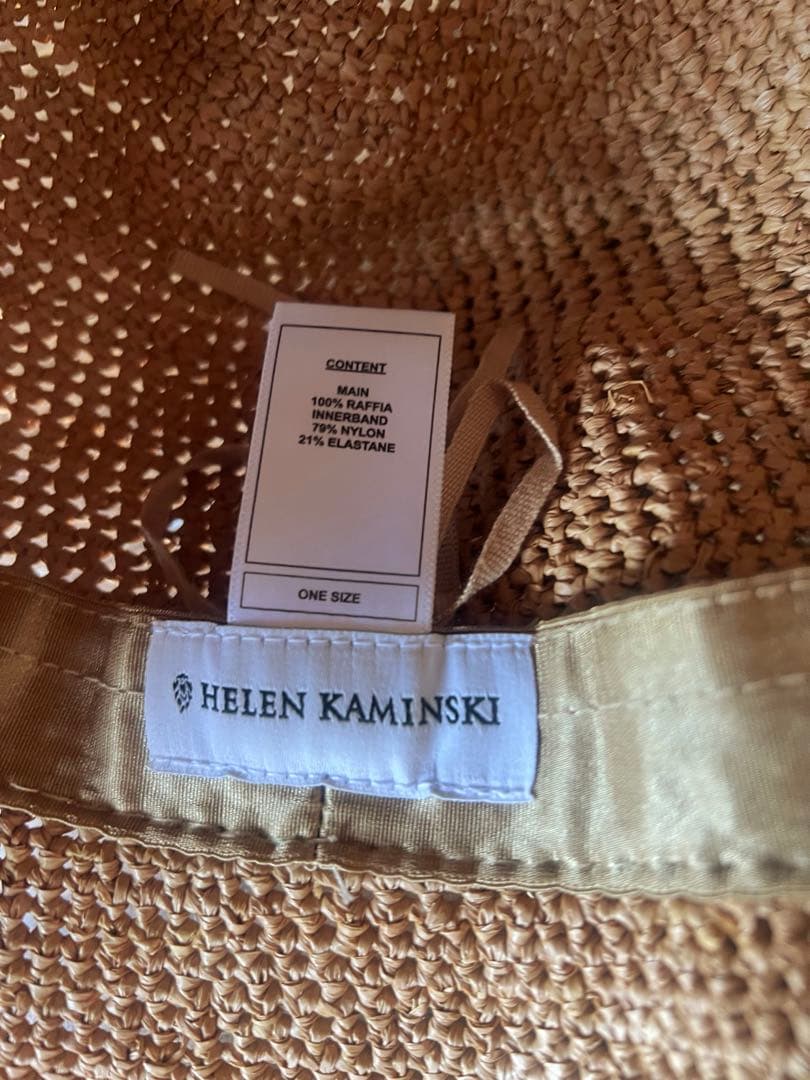 CONTENT
MAIN
100% RAFFIA
INNERBAND
79% NYLON
21% ELASTANE
ONE SIZE
HELEN KAMINSKI